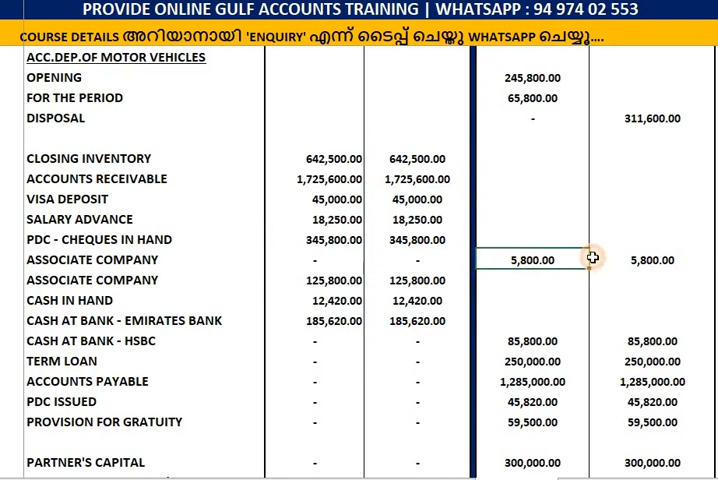 PROVIDE ONLINE GULF ACCOUNTS TRAINING | WHATSAPP : 94 974 02 553
COURSE DETAILS അറിയാനായി 'ENQUIRY' എന്ന് ടൈപ്പ് ചെയ്തു WHATSAPP ചെയ്യൂ....
ACC.DEP.OF MOTOR VEHICLES
OPENING 245,800.00
FOR THE PERIOD 65,800.00
DISPOSAL - 311,600.00
CLOSING INVENTORY 642,500.00 642,500.00
ACCOUNTS RECEIVABLE 1,725,600.00 1,725,600.00
VISA DEPOSIT 45,000.00 45,000.00
SALARY ADVANCE 18,250.00 18,250.00
PDC - CHEQUES IN HAND 345,800.00 345,800.00
ASSOCIATE COMPANY - - 5,800.00 5,800.00
ASSOCIATE COMPANY 125,800.00 125,800.00
CASH IN HAND 12,420.00 12,420.00
CASH AT BANK - EMIRATES BANK 185,620.00 185,620.00
CASH AT BANK - HSBC - - 85,800.00 85,800.00
TERM LOAN - - 250,000.00 250,000.00
ACCOUNTS PAYABLE - - 1,285,000.00 1,285,000.00
PDC ISSUED - - 45,820.00 45,820.00
PROVISION FOR GRATUITY - - 59,500.00 59,500.00
PARTNER'S CAPITAL - - 300,000.00 300,000.00